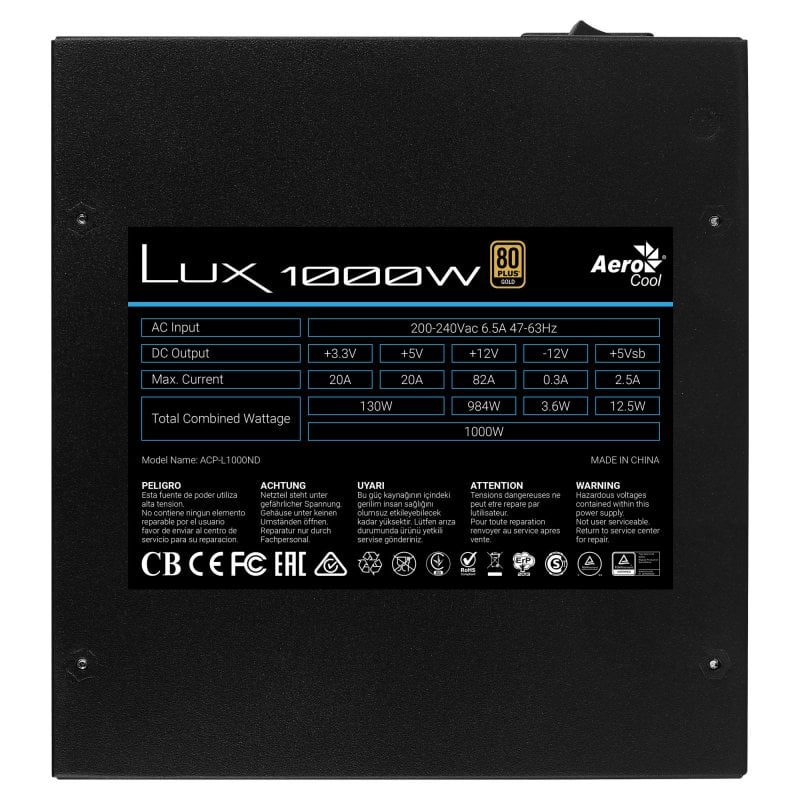 LUX 1000W 80 PLUS GOLD
AeroCool
AC Input 200-240Vac 6.5A 47-63Hz
DC Output +3.3V +5V +12V -12V +5Vsb
Max. Current 20A 20A 82A 0.3A 2.5A
Total Combined Wattage 130W 984W 3.6W 12.5W
1000W
Model Name: ACP-L1000ND MADE IN CHINA
PELIGRO
Esta fuente de poder utiliza
alta tension.
No contiene ningun elemento
reparable por el usuario
favor de enviar al centro de
servicio para su reparacion.
ACHTUNG
Netzteil steht unter
gefährlicher Spannung.
Gehäuse unter keinen
Umständen öffnen.
Reparatur nur durch
Fachpersonal.
UYARI
Bu güç kaynağının içindeki
gerilim insan sağlığını
olumsuz etkileyebilecek
kadar yüksektir. Lütfen arıza
durumunda ürünü yetkili
servise gönderiniz.
ATTENTION
Tensions dangereuses ne
peut etre repare par
l'utilisateur.
Pour toute reparation
renvoyer au service apres
vente.
WARNING
Hazardous voltages
contained within this
power supply.
Not user serviceable.
Return to service center
for repair.
CB CE FC EAC RoHS ErP S